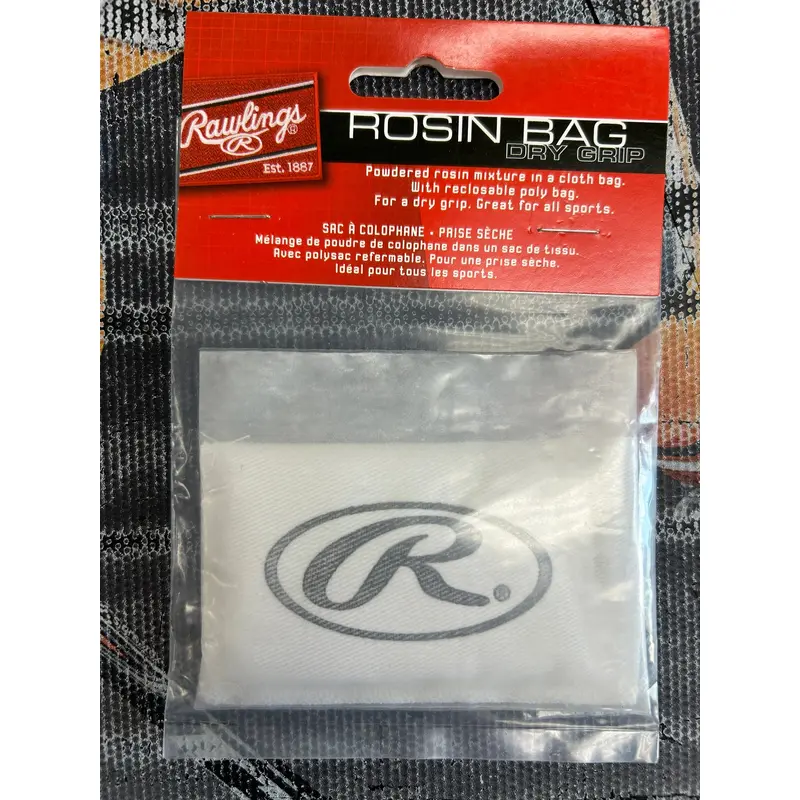 Rawlings®
R
Est. 1887
ROSIN BAG
DRY GRIP
Powdered rosin mixture in a cloth bag.
With reclosable poly bag.
For a dry grip. Great for all sports.
SAC À COLOPHANE • PRISE SÈCHE
Mélange de poudre de colophane dans un sac de tissu.
Avec polysac refermable. Pour une prise sèche.
Idéal pour tous les sports.
R®